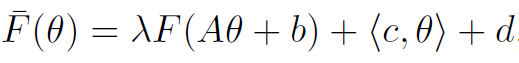 F̄(θ) = λF(Aθ + b) + ⟨c, θ⟩ + d.